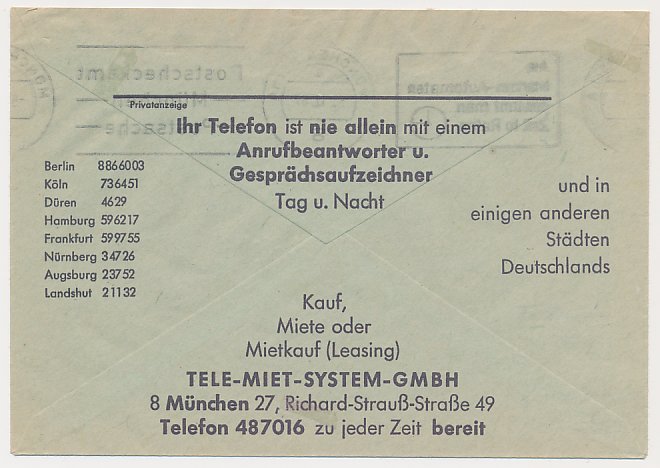 Privatanzeige
Ihr Telefon ist nie allein mit einem
Anrufbeantworter u.
Gesprächsaufzeichner
Tag u. Nacht
Berlin 8866003
Köln 736451
Düren 4629
Hamburg 596217
Frankfurt 599755
Nürnberg 34726
Augsburg 23752
Landshut 21132
und in
einigen anderen
Städten
Deutschlands
Kauf,
Miete oder
Mietkauf (Leasing)
TELE-MIET-SYSTEM-GMBH
8 München 27, Richard-Strauß-Straße 49
Telefon 487016 zu jeder Zeit bereit